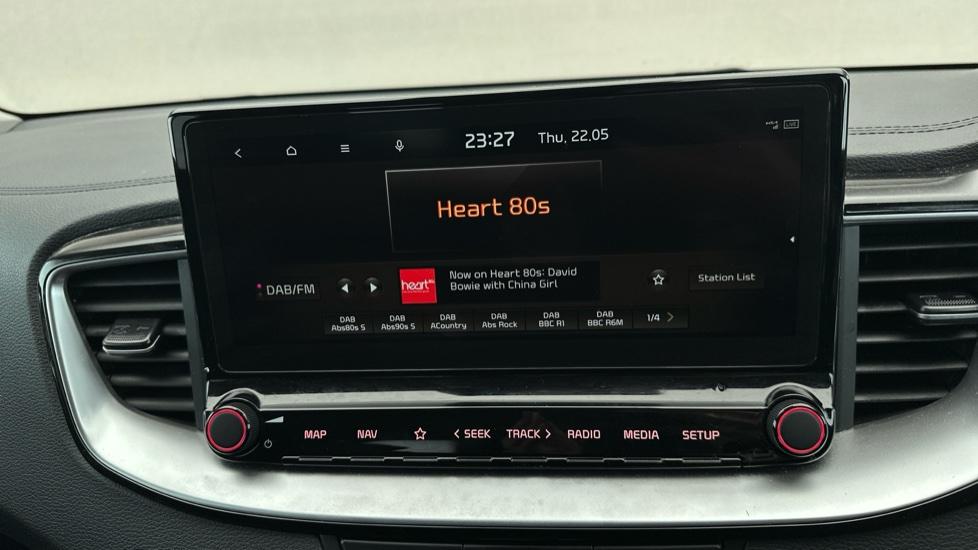 23:27 Thu, 22.05
LIVE
Heart 80s
DAB/FM
heart
Now on Heart 80s: David
Bowie with China Girl
Station List
DAB DAB DAB DAB DAB DAB
Abs80s S Abs90s S ACountry Abs Rock BBC R1 BBC R6M
1/4
MAP NAV < SEEK TRACK > RADIO MEDIA SETUP